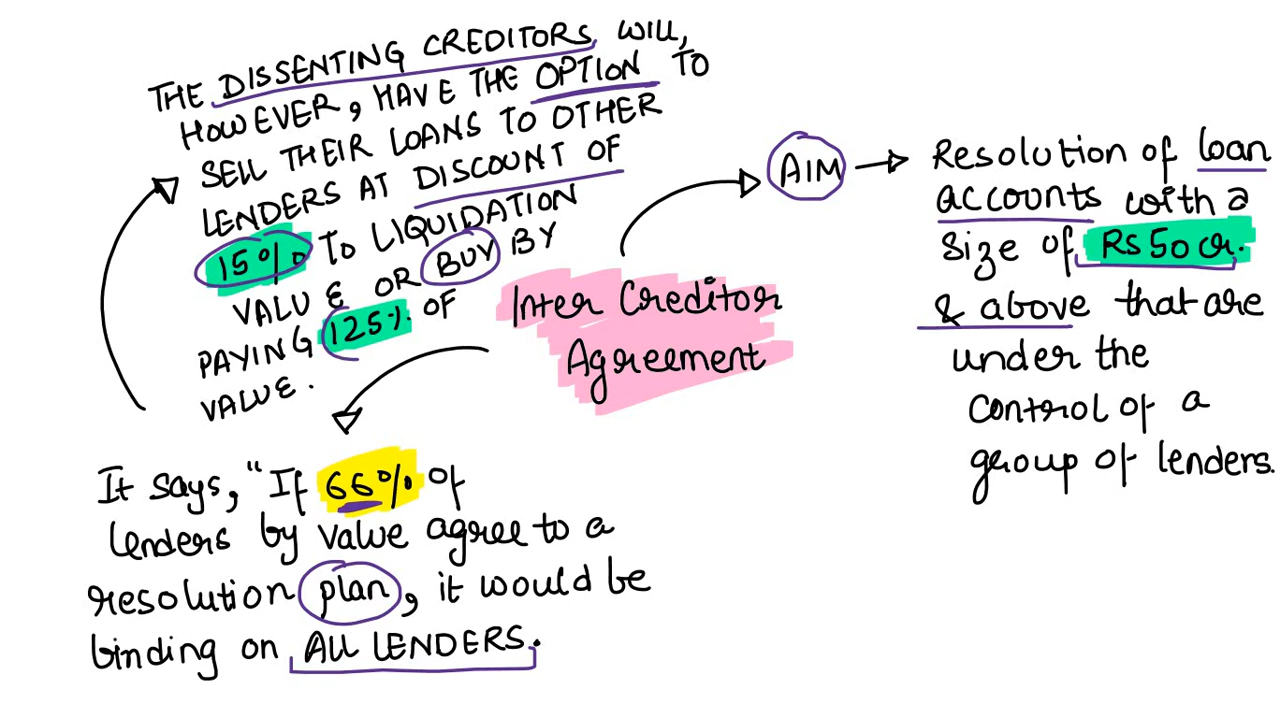 THE DISSENTING CREDITORS WILL,
HOWEVER, HAVE THE OPTION TO
SELL THEIR LOANS TO OTHER
LENDERS AT DISCOUNT OF
15% TO LIQUIDATION
VALUE OR BUY BY
PAYING 125% OF
VALUE.
Inter Creditor
Agreement
AIM
Resolution of loan
accounts with a
size of Rs 50 cr.
& above that are
under the
control of a
group of lenders.
It says, "If 66% of
lenders by value agree to a
resolution plan, it would be
binding on ALL LENDERS.